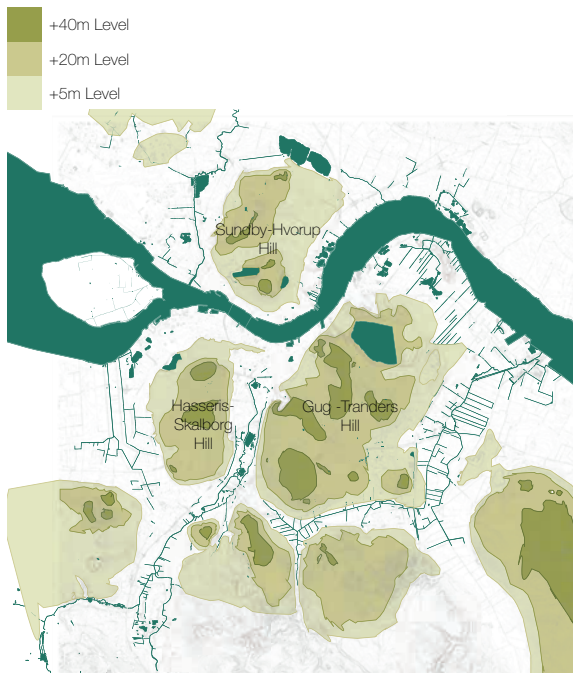 +40m Level
+20m Level
+5m Level
Sundby-Hvorup
Hill
Hasseris-
Skalborg
Hill
Gug -Tranders
Hill